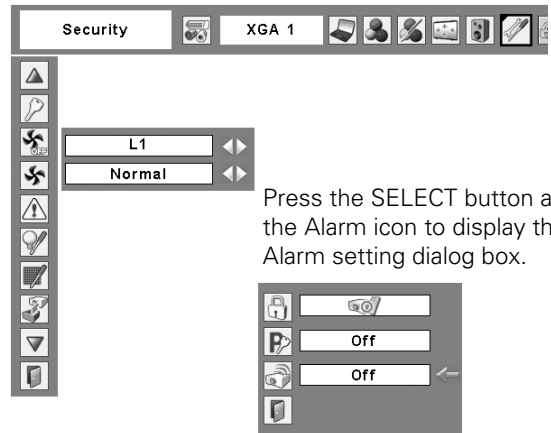 Security
XGA 1
OFF
L1
Normal
Press the SELECT button a
the Alarm icon to display th
Alarm setting dialog box.
P
Off
Off